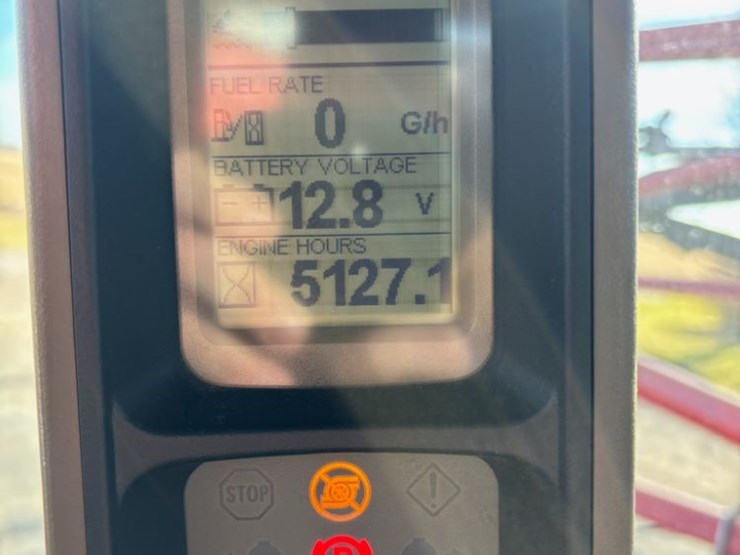 FUEL RATE
0 G/h
BATTERY VOLTAGE
- + 12.8 V
ENGINE HOURS
5127.1
STOP
!
P